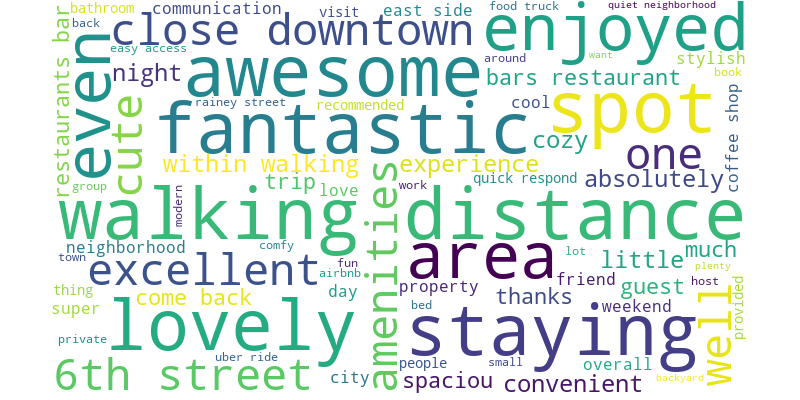 bathroom
communication
visit
east side
food truck
quiet neighborhood
back
close downtown
enjoyed
restaurants bar
even
easy access
night
awesome
around
want
stylish
bars restaurant
book
cute
rainey street
recommended
cool
spot
coffee shop
fantastic
cozy
one
within walking
experience
group
modern
trip
love
work
quick respond
absolutely
walking distance
amenities
neighborhood
comfy
area
lot
little
much
town
excellent
fun
airbnb
plenty
thing
come back
day
property
friend
guest
host
super
lovely
bed
thanks
weekend
well
provided
private
staying
uber ride
people
small
overall
6th street
city
spaciou
convenient
backyard